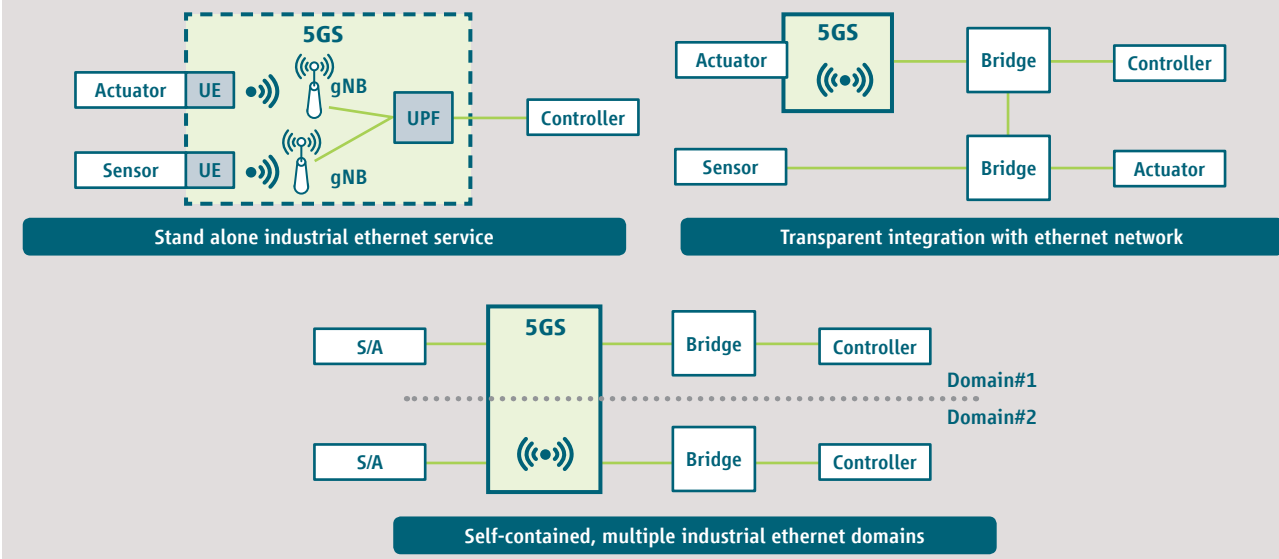 5GS
Actuator
UE
gNB
UPF
Controller
Sensor
UE
gNB
Stand alone industrial ethernet service
5GS
Actuator
Bridge
Controller
Sensor
Bridge
Actuator
Transparent integration with ethernet network
5GS
S/A
Bridge
Controller
Domain#1
Domain#2
S/A
Bridge
Controller
Self-contained, multiple industrial ethernet domains